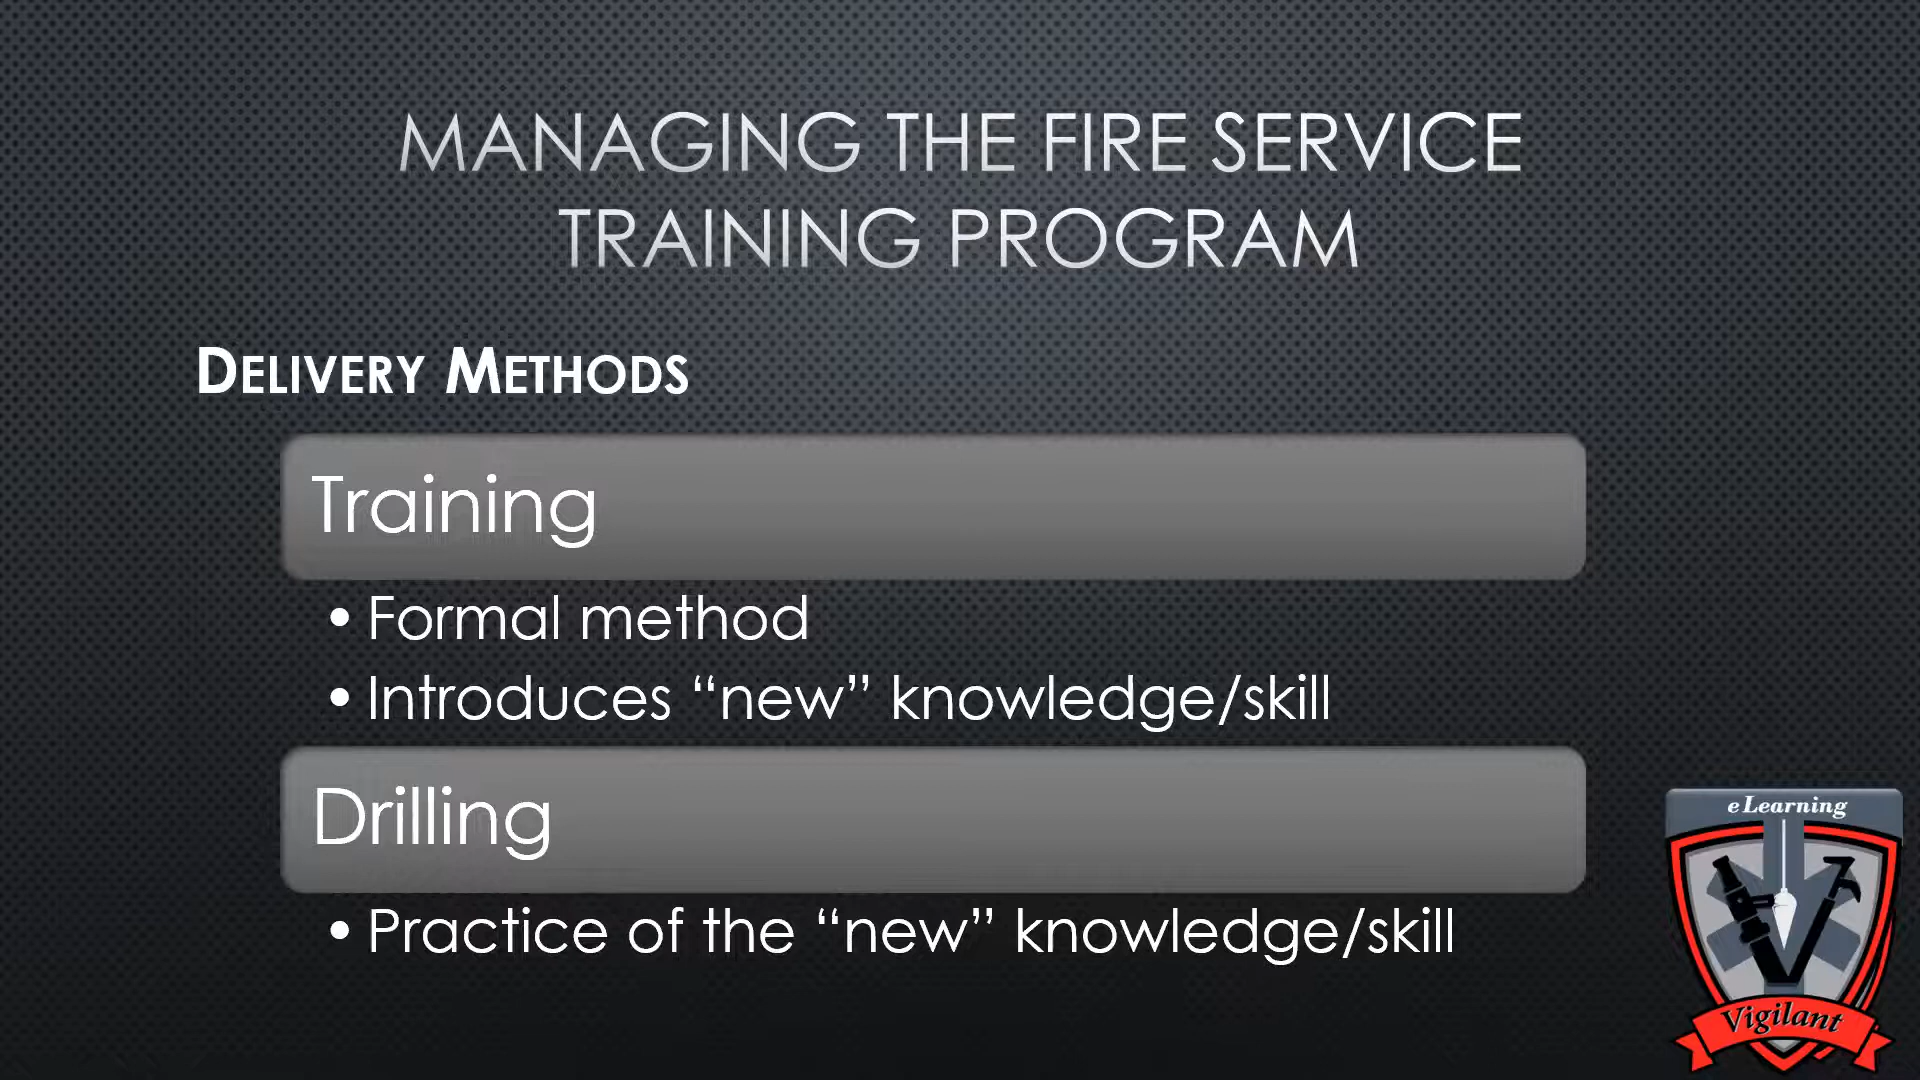 MANAGING THE FIRE SERVICE
TRAINING PROGRAM
DELIVERY METHODS
Training
• Formal method
• Introduces “new” knowledge/skill
Drilling
• Practice of the “new” knowledge/skill
eLearning
V
Vigilant